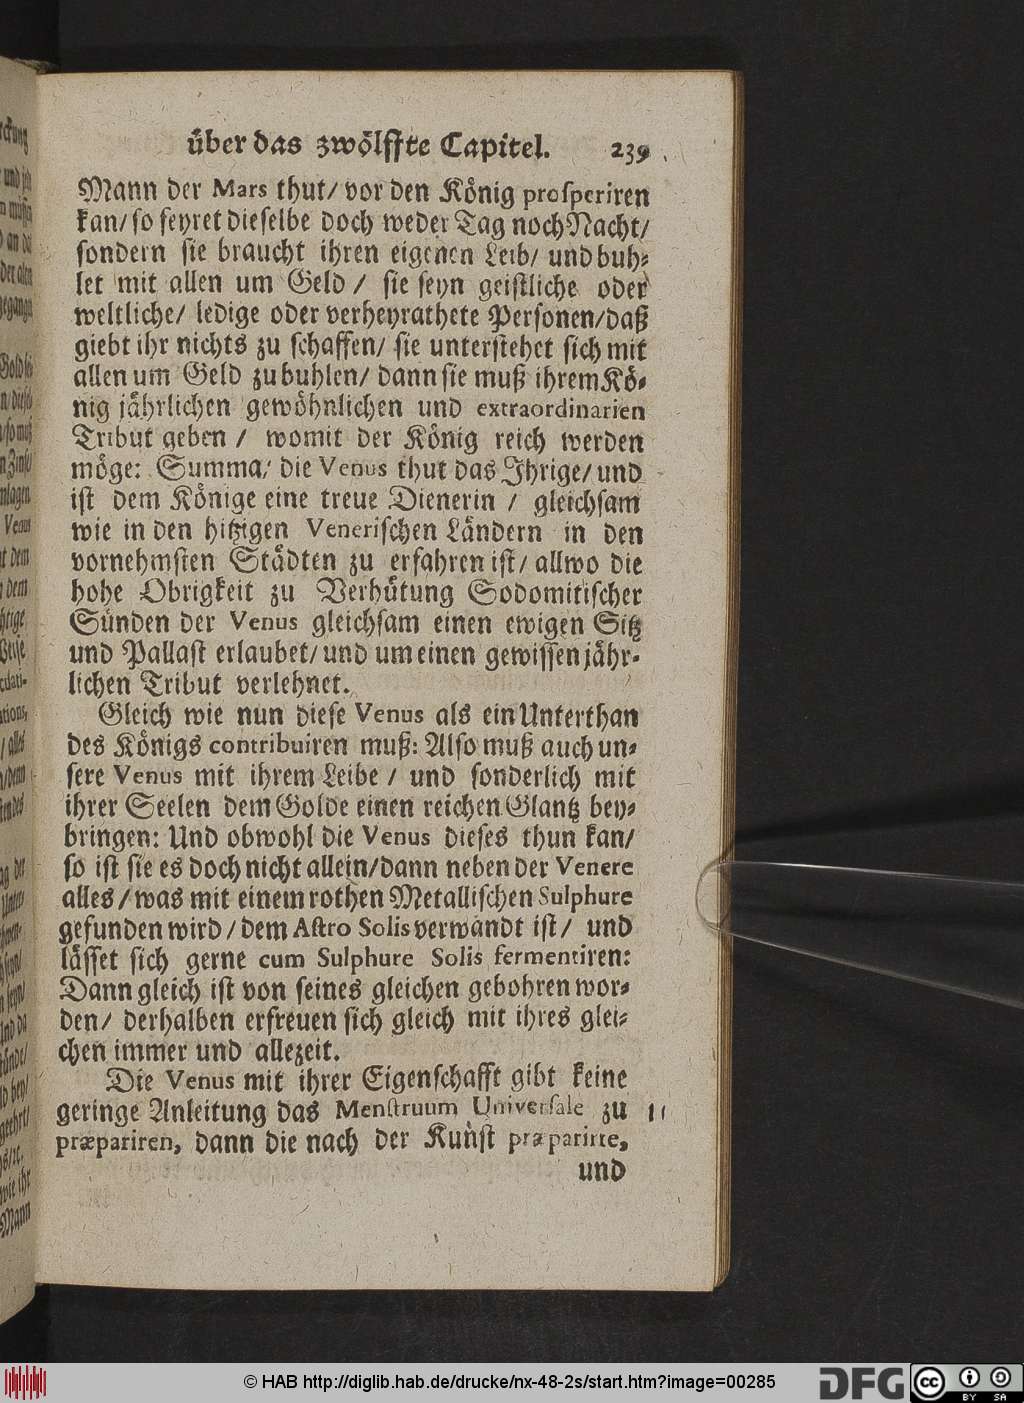 über das zwölffte Capitel. 239
Mann der Mars thut/ vor den König prosperiren
kan/ so feyret dieselbe doch weder Tag noch Nacht/
sondern sie braucht ihren eigenen Leib/ und buh⸗
let mit allen um Geld / sie seyn geistliche oder
weltliche/ ledige oder verheyrathete Personen/ daß
giebt ihr nichts zu schaffen/ sie unterstehet sich mit
allen um Geld zu buhlen/ dann sie muß ihrem Kö⸗
nig jährlichen gewöhnlichen und extraordinarien
Tribut geben / womit der König reich werden
möge: Summa/ die Venus thut das Ihrige/ und
ist dem Könige eine treue Dienerin / gleichsam
wie in den hitzigen Venerischen Ländern in den
vornehmsten Städten zu erfahren ist/ allwo die
hohe Obrigkeit zu Verhütung Sodomitischer
Sünden der Venus gleichsam einen ewigen Sitz
und Pallast erlaubet/ und um einen gewissen jähr⸗
lichen Tribut verlehnet.
Gleich wie nun diese Venus als ein Unterthan
des Königs contribuiren muß: Also muß auch un⸗
sere Venus mit ihrem Leibe / und sonderlich mit
ihrer Seelen dem Golde einen reichen Glantz bey⸗
bringen: Und obwohl die Venus dieses thun kan/
so ist sie es doch nicht allein/ dann neben der Venere
alles / was mit einem rothen Metallischen Sulphure
gefunden wird / dem Astro Solis verwandt ist/ und
lässet sich gerne cum Sulphure Solis fermentiren:
Dann gleich ist von seines gleichen gebohren wor⸗
den/ derhalben erfreuen sich gleich mit ihres glei⸗
chen immer und allezeit.
Die Venus mit ihrer Eigenschafft gibt keine
geringe Anleitung das Menstruum Universale zu
præpariren, dann die nach der Kunst præparirte,
und
© HAB http://diglib.hab.de/drucke/nx-48-2s/start.htm?image=00285
DFG
cc BY SA